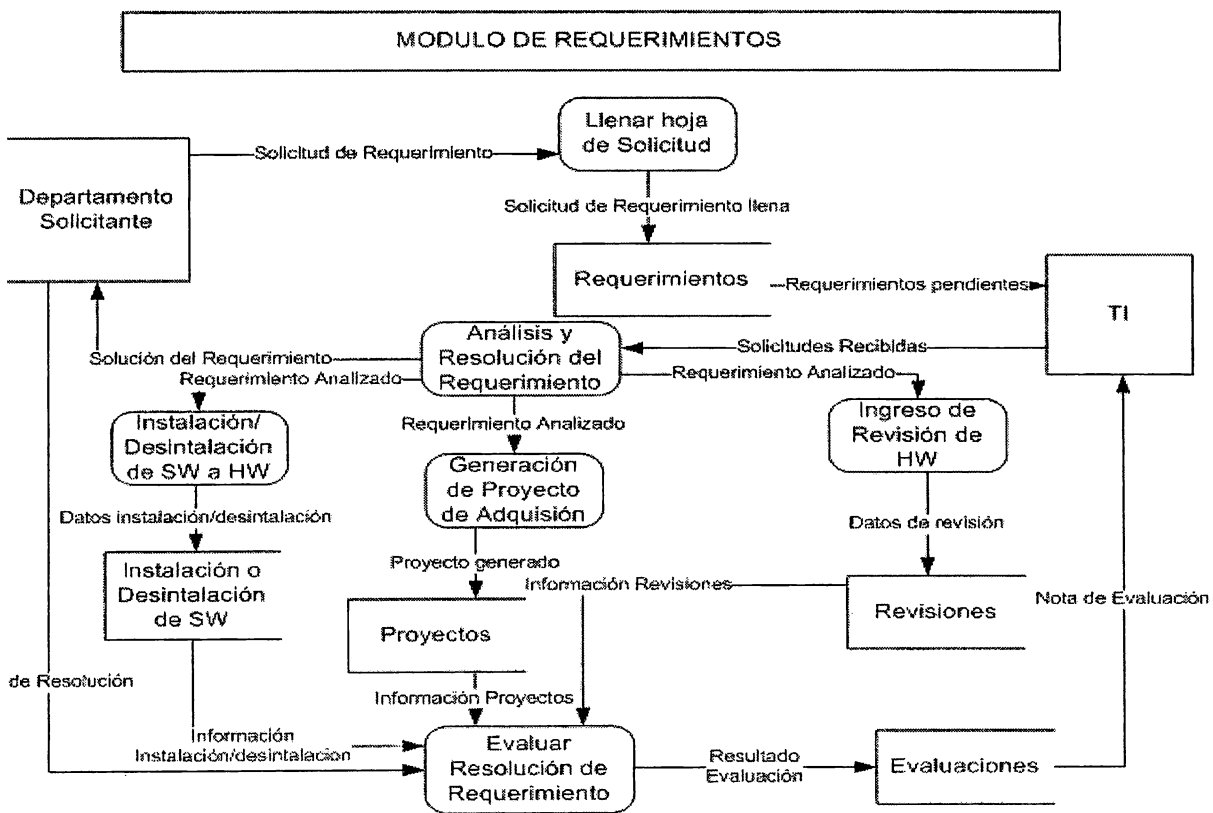 MODULO DE REQUERIMIENTOS
Llenar hoja
de Solicitud
Solicitud de Requerimiento
Departamento
Solicitante
Solicitud de Requerimiento llena
Requerimientos
Requerimientos pendientes
TI
Análisis y
Resolución del
Requerimiento
Solicitudes Recibidas
Solución del Requerimiento
Requerimiento Analizado
Requerimiento Analizado
Requerimiento Analizado
Instalación/
Desintalación
de SW a HW
Generación
de Proyecto
de Adquisión
Ingreso de
Revisión de
HW
Datos instalación/desintalación
Datos de revisión
Instalación o
Desintalación
de SW
Proyecto generado
Información Revisiones
Revisiones
Nota de Evaluación
Proyectos
de Resolución
Información Proyectos
Información
Instalación/desintalacion
Evaluar
Resolución de
Requerimiento
Resultado
Evaluación
Evaluaciones